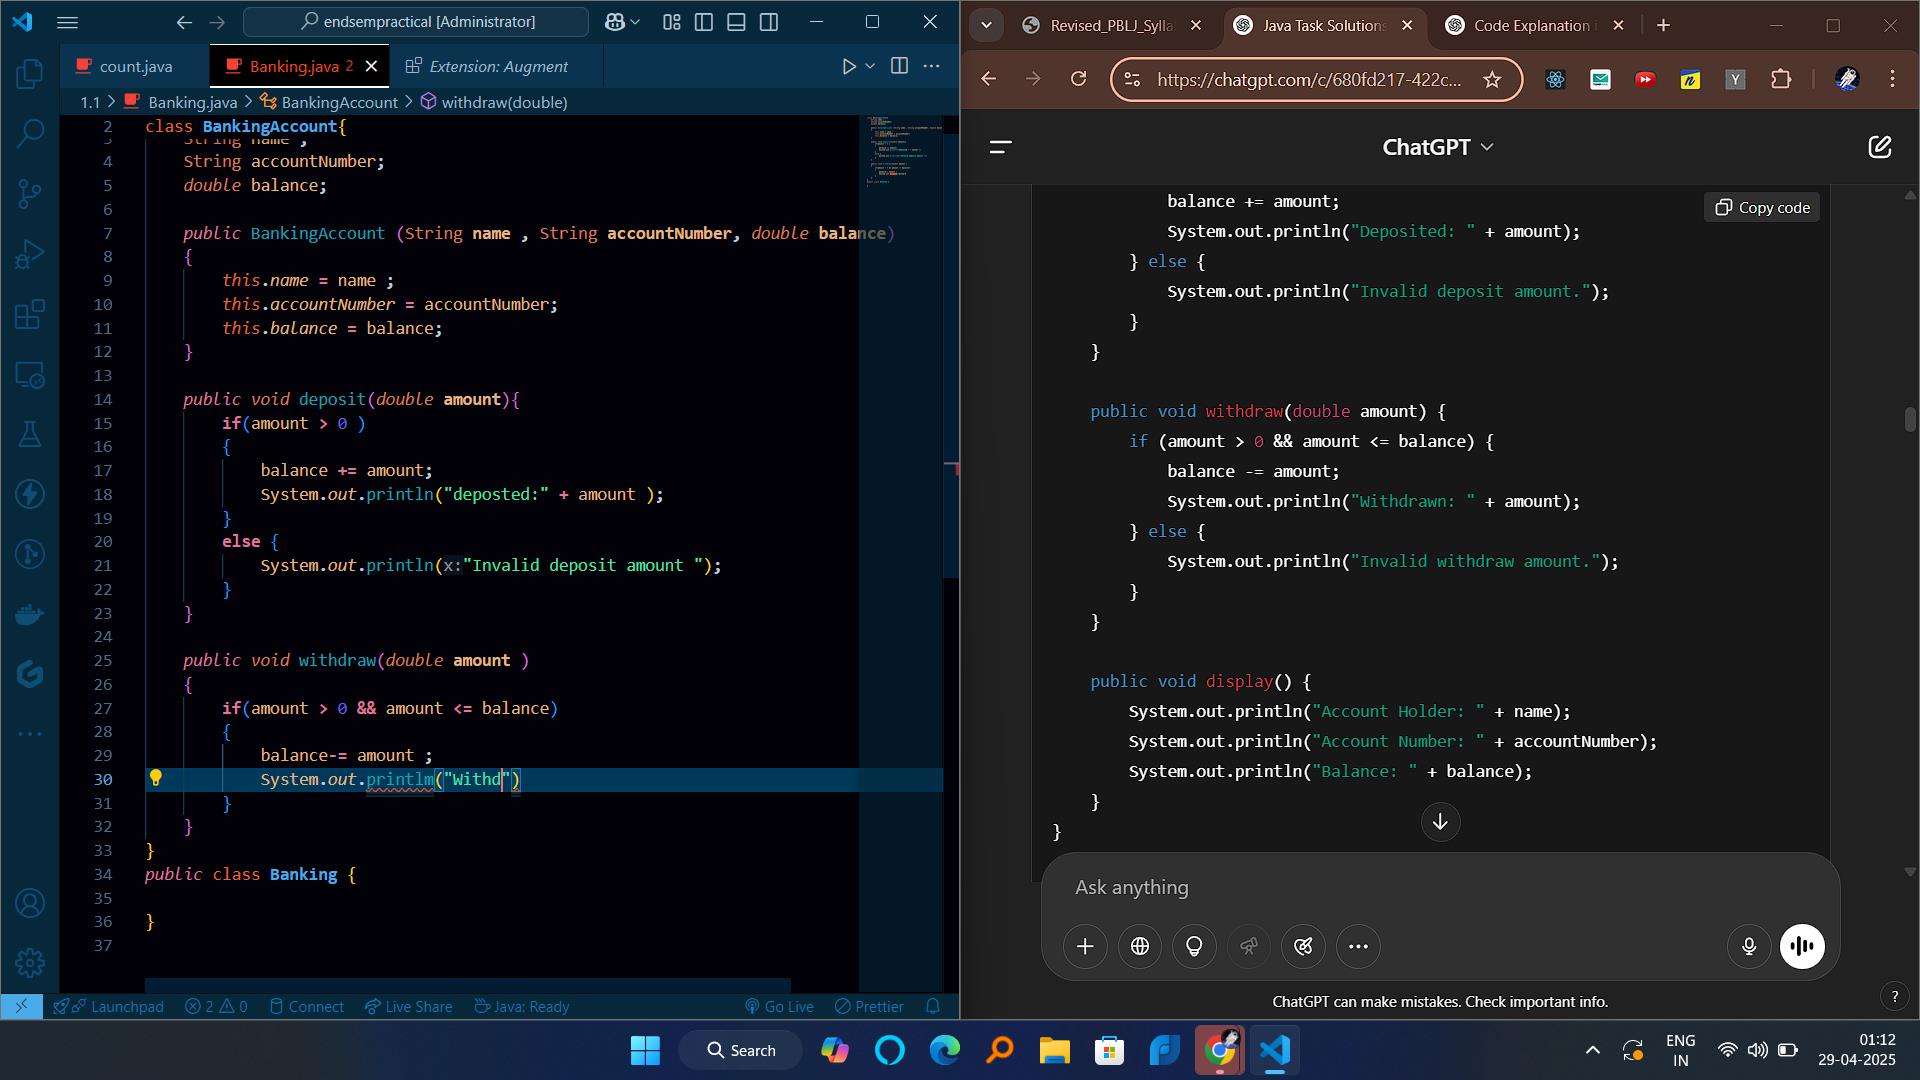 endsempractical [Administrator]
count.java
Banking.java 2
Extension: Augment
1.1 > Banking.java > BankingAccount > withdraw(double)
2 class BankingAccount{
3 String name ;
4 String accountNumber;
5 double balance;
6
7 public BankingAccount (String name , String accountNumber, double balance)
8 {
9 this.name = name ;
10 this.accountNumber = accountNumber;
11 this.balance = balance;
12 }
13
14 public void deposit(double amount){
15 if(amount > 0 )
16 {
17 balance += amount;
18 System.out.println("deposted:" + amount );
19 }
20 else {
21 System.out.println(x:"Invalid deposit amount ");
22 }
23 }
24
25 public void withdraw(double amount )
26 {
27 if(amount > 0 && amount <= balance)
28 {
29 balance-= amount ;
30 System.out.printlm("Withd")
31 }
32 }
33 }
34 public class Banking {
35
36 }
37
Launchpad 2 0 Connect Live Share Java: Ready Go Live Prettier
Revised_PBLJ_Sylla
Java Task Solutions
Code Explanation
https://chatgpt.com/c/680fd217-422c...
ChatGPT
Copy code
balance += amount;
System.out.println("Deposited: " + amount);
} else {
System.out.println("Invalid deposit amount.");
}
}
public void withdraw(double amount) {
if (amount > 0 && amount <= balance) {
balance -= amount;
System.out.println("Withdrawn: " + amount);
} else {
System.out.println("Invalid withdraw amount.");
}
}
public void display() {
System.out.println("Account Holder: " + name);
System.out.println("Account Number: " + accountNumber);
System.out.println("Balance: " + balance);
}
}
Ask anything
ChatGPT can make mistakes. Check important info.
?
Search
ENG
IN
01:12
29-04-2025